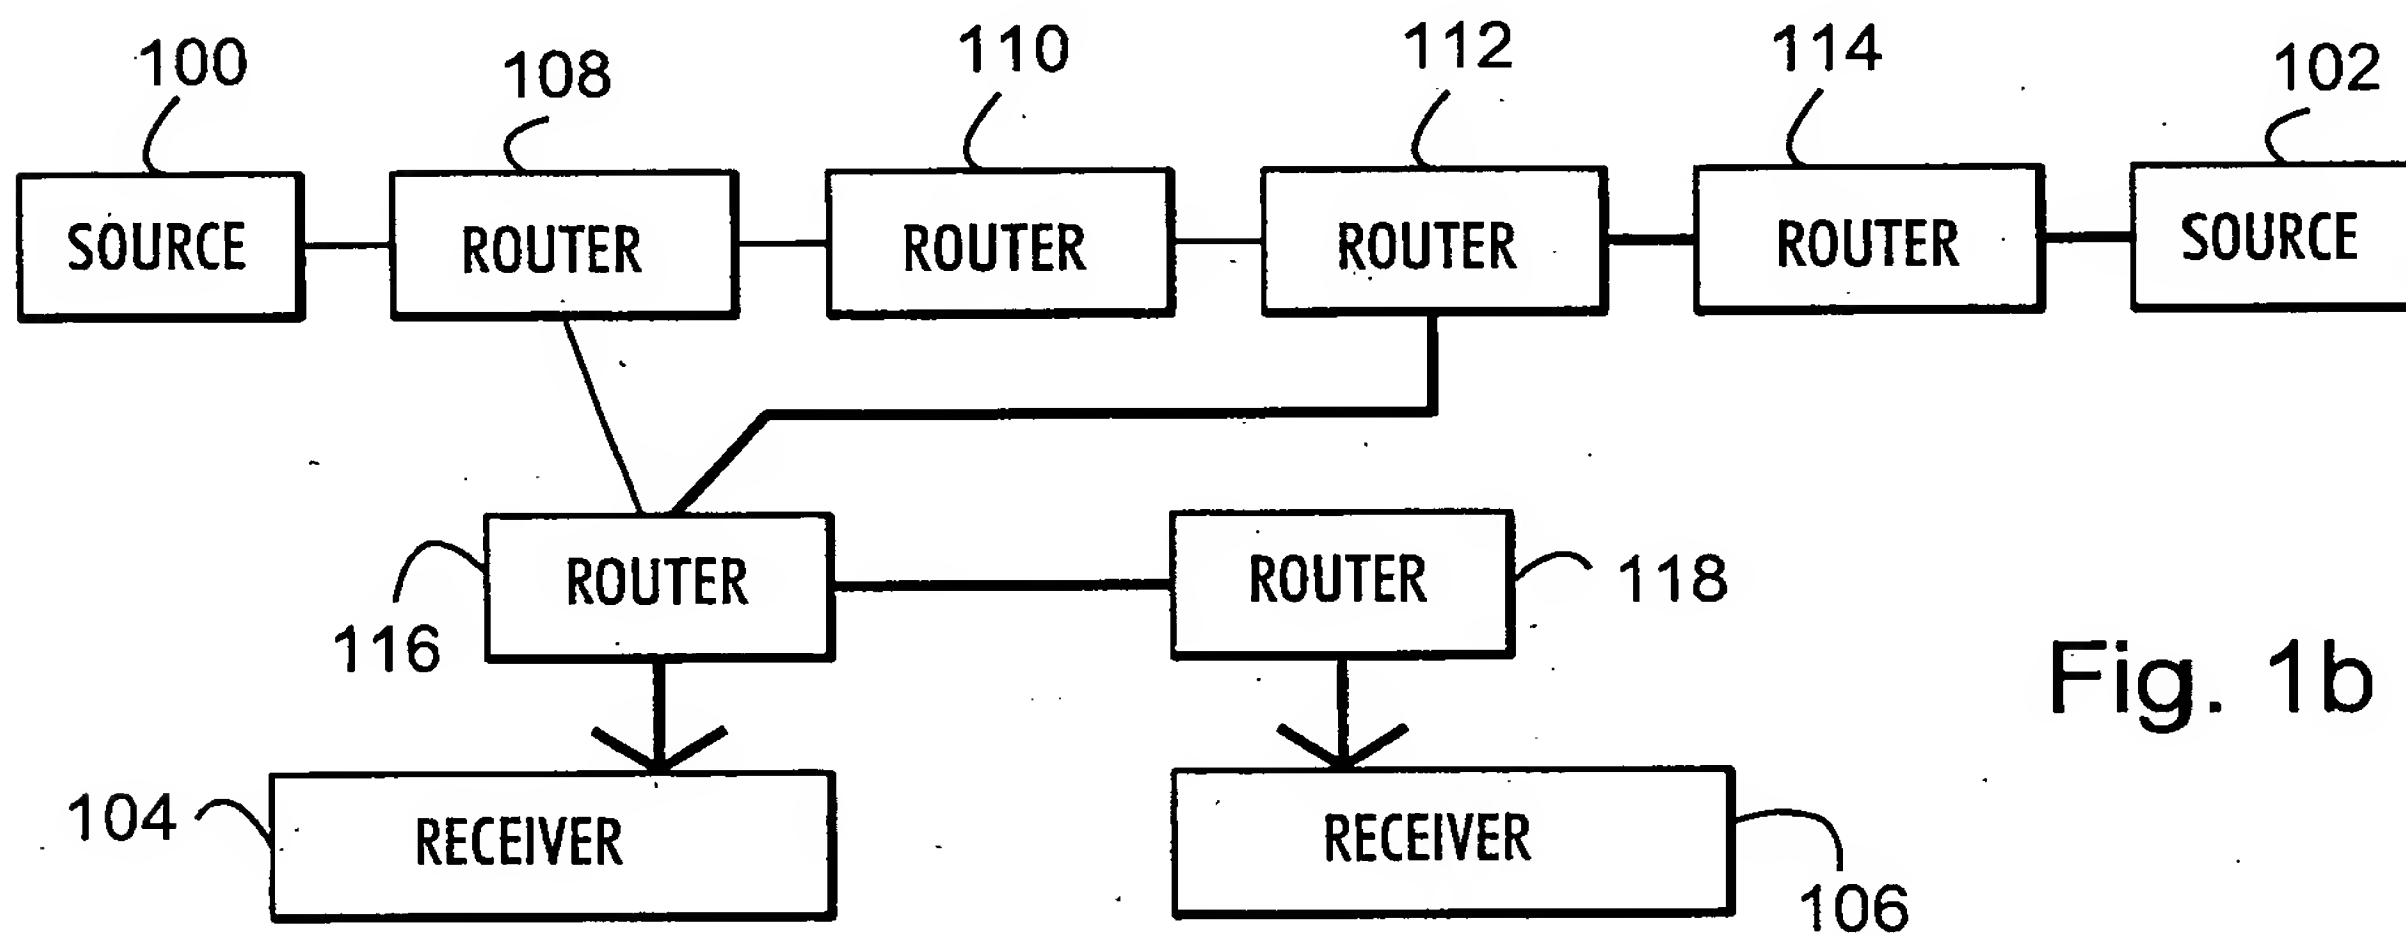 100
108
110
112
114
102
SOURCE
ROUTER
ROUTER
ROUTER
ROUTER
SOURCE
ROUTER
ROUTER
118
116
Fig. 1b
104
RECEIVER
RECEIVER
106